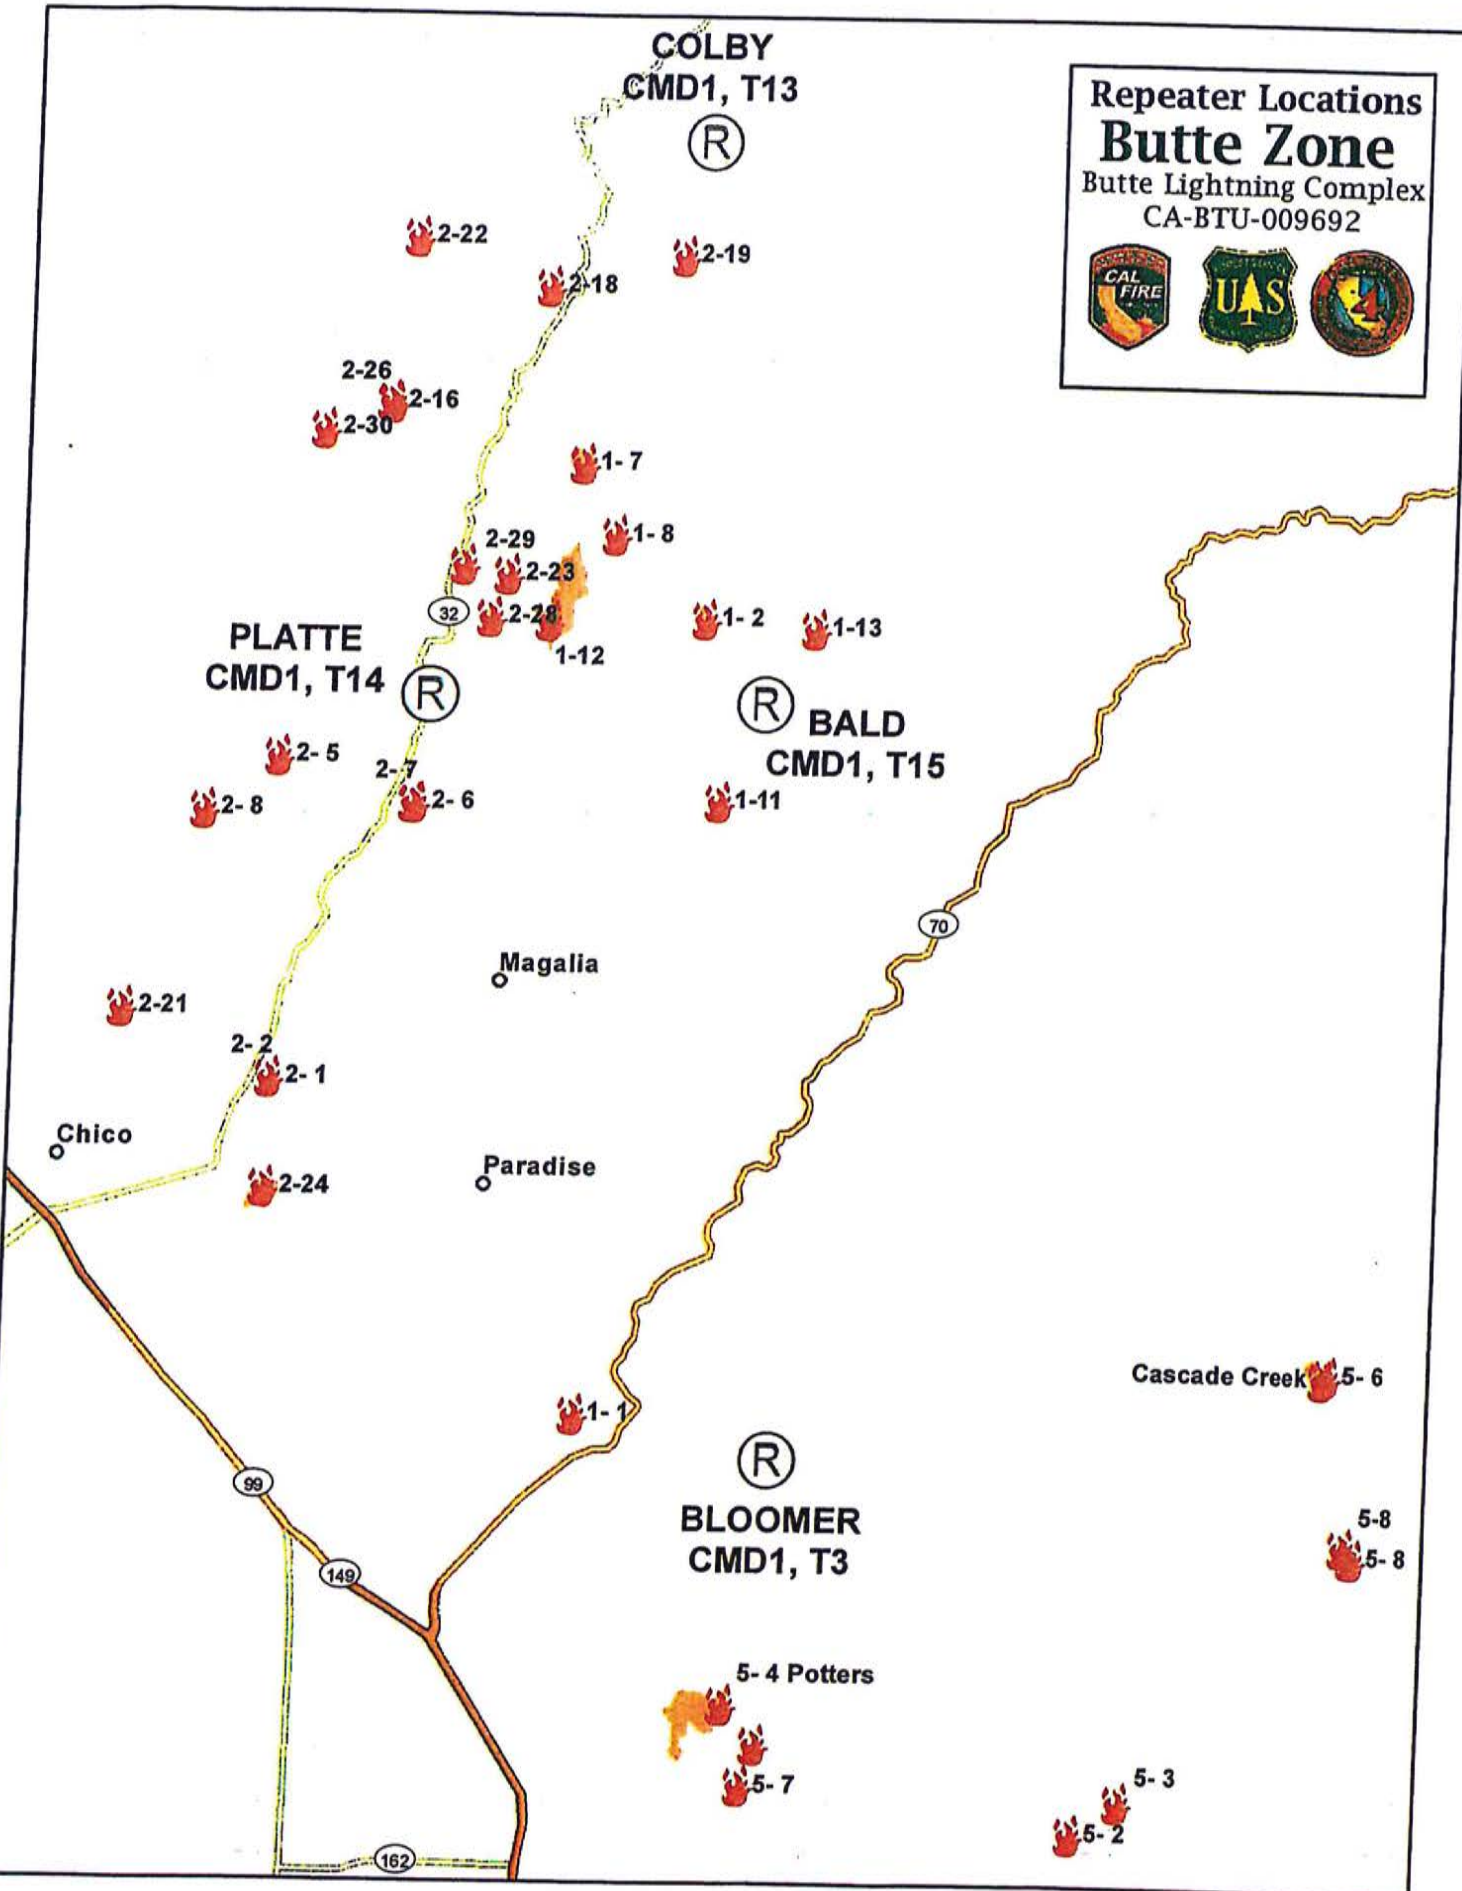 COLBY
CMD1, T13
R
Repeater Locations
Butte Zone
Butte Lightning Complex
CA-BTU-009692
CAL
FIRE
UAS
4
2-22
2-19
2-18
2-26
2-16
2-30
1- 7
1- 8
2-29
2-23
32
2-28
1- 2
1-13
1-12
PLATTE
CMD1, T14
R
R
BALD
CMD1, T15
2- 5
2- 7
2- 8
2- 6
1-11
70
Magalia
2-21
2- 2
2- 1
Chico
Paradise
2-24
Cascade Creek
5- 6
1- 1
R
99
BLOOMER
CMD1, T3
5-8
5- 8
149
5- 4 Potters
5- 7
5- 3
5- 2
162